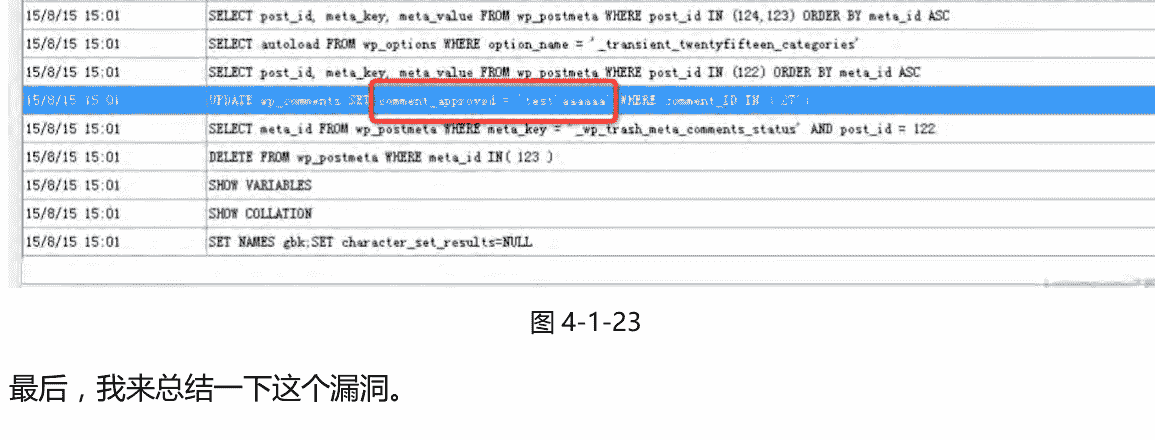 15/8/15 15:01 SELECT post_id, meta_key, meta_value FROM wp_postmeta WHERE post_id IN (124,123) ORDER BY meta_id ASC
15/8/15 15:01 SELECT autoload FROM wp_options WHERE option_name = '_transient_twentyfifteen_categories'
15/8/15 15:01 SELECT post_id, meta_key, meta_value FROM wp_postmeta WHERE post_id IN (122) ORDER BY meta_id ASC
15/8/15 15:01 UPDATE wp_comments SET comment_approved = 'test' WHERE comment_ID IN
15/8/15 15:01 SELECT meta_id FROM wp_postmeta WHERE meta_key = '_wp_trash_meta_comments_status' AND post_id = 122
15/8/15 15:01 DELETE FROM wp_postmeta WHERE meta_id IN( 123 )
15/8/15 15:01 SHOW VARIABLES
15/8/15 15:01 SHOW COLLATION
15/8/15 15:01 SET NAMES gbk;SET character_set_results=NULL
图 4-1-23
最后，我来总结一下这个漏洞。